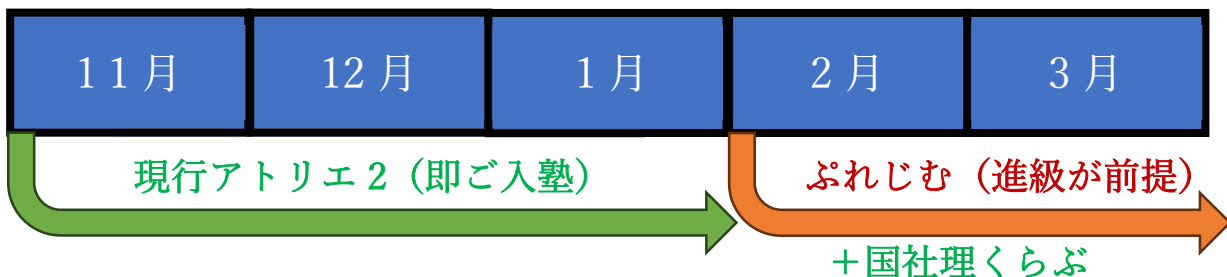 11月 12月 1月 2月 3月
現行アトリエ2（即ご入塾） ぷれじむ（進級が前提）
＋国社理くらぶ